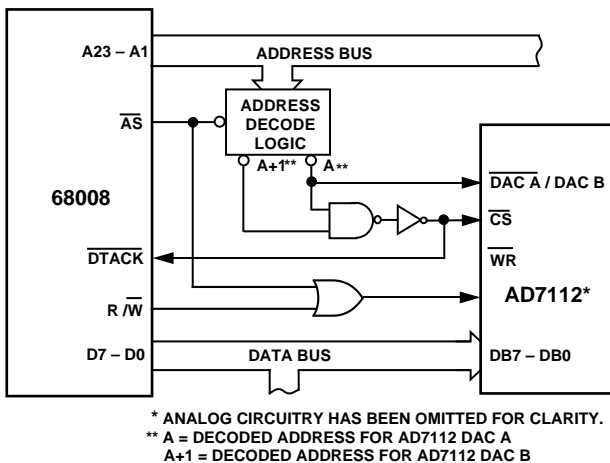 A23 – A1
ADDRESS BUS
AS
ADDRESS
DECODE
LOGIC
A+1**
A**
68008
DAC A / DAC B
CS
DTACK
WR
AD7112*
R /W
D7 – D0
DATA BUS
DB7 – DB0
* ANALOG CIRCUITRY HAS BEEN OMITTED FOR CLARITY.
** A = DECODED ADDRESS FOR AD7112 DAC A
A+1 = DECODED ADDRESS FOR AD7112 DAC B